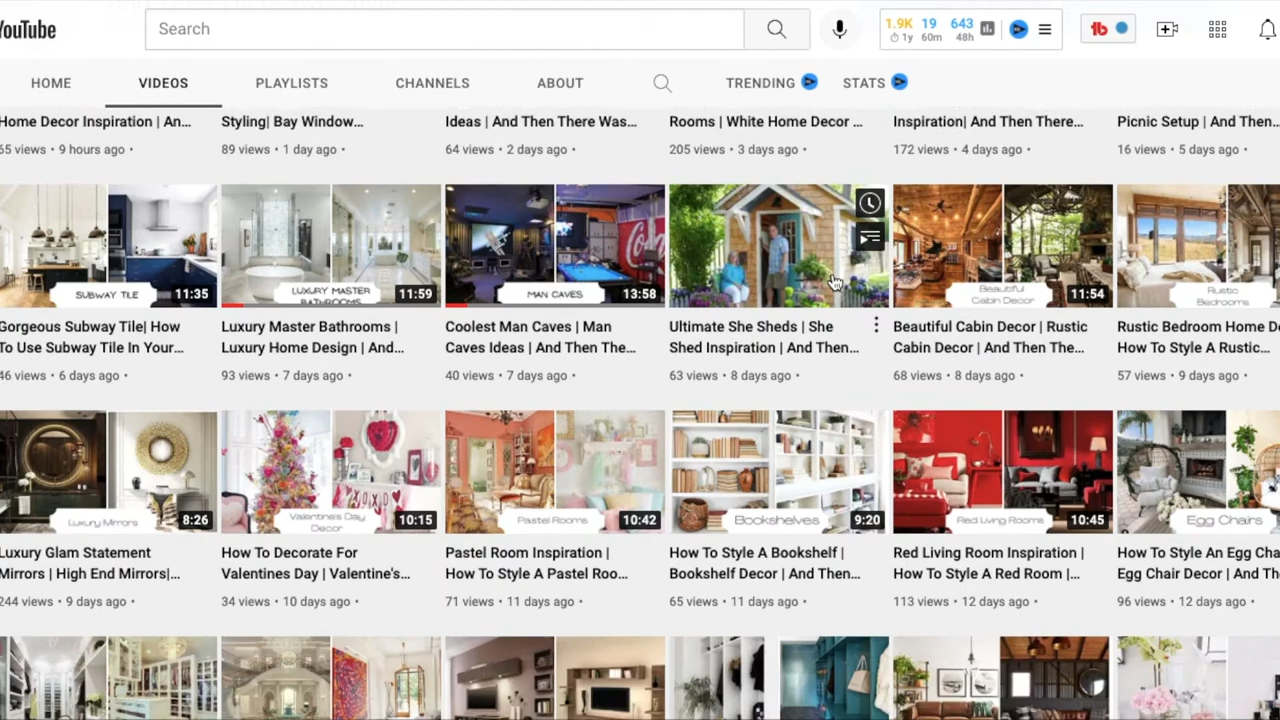 YouTube
Search
1.9K 19 643
1y 60m 48h
tb
HOME VIDEOS PLAYLISTS CHANNELS ABOUT TRENDING STATS
Home Decor Inspiration | An... Styling| Bay Window... Ideas | And Then There Was... Rooms | White Home Decor ... Inspiration| And Then There... Picnic Setup | And Then...
65 views • 9 hours ago • 89 views • 1 day ago • 64 views • 2 days ago • 205 views • 3 days ago • 172 views • 4 days ago • 16 views • 5 days ago •
Coca
SUBWAY TILE 11:35 LUXURY MASTER BATHROOMS 11:59 MAN CAVES 13:58 Beautiful Cabin Decor 11:54 Rustic Bedrooms
Gorgeous Subway Tile| How Luxury Master Bathrooms | Coolest Man Caves | Man Ultimate She Sheds | She Beautiful Cabin Decor | Rustic Rustic Bedroom Home D
To Use Subway Tile In Your... Luxury Home Design | And... Caves Ideas | And Then The... Shed Inspiration | And Then... Cabin Decor | And Then The... How To Style A Rustic...
46 views • 6 days ago • 93 views • 7 days ago • 40 views • 7 days ago • 63 views • 8 days ago • 68 views • 8 days ago • 57 views • 9 days ago •
XOXO
Luxury Mirrors 8:26 Valentine's Day Decor 10:15 Pastel Rooms 10:42 Bookshelves 9:20 Red Living Rooms 10:45 Egg Chairs
Luxury Glam Statement How To Decorate For Pastel Room Inspiration | How To Style A Bookshelf | Red Living Room Inspiration | How To Style An Egg Cha
Mirrors | High End Mirrors|... Valentines Day | Valentine's... How To Style A Pastel Roo... Bookshelf Decor | And Then... How To Style A Red Room |... Egg Chair Decor | And Th
244 views • 9 days ago • 34 views • 10 days ago • 71 views • 11 days ago • 65 views • 11 days ago • 113 views • 12 days ago • 96 views • 12 days ago •